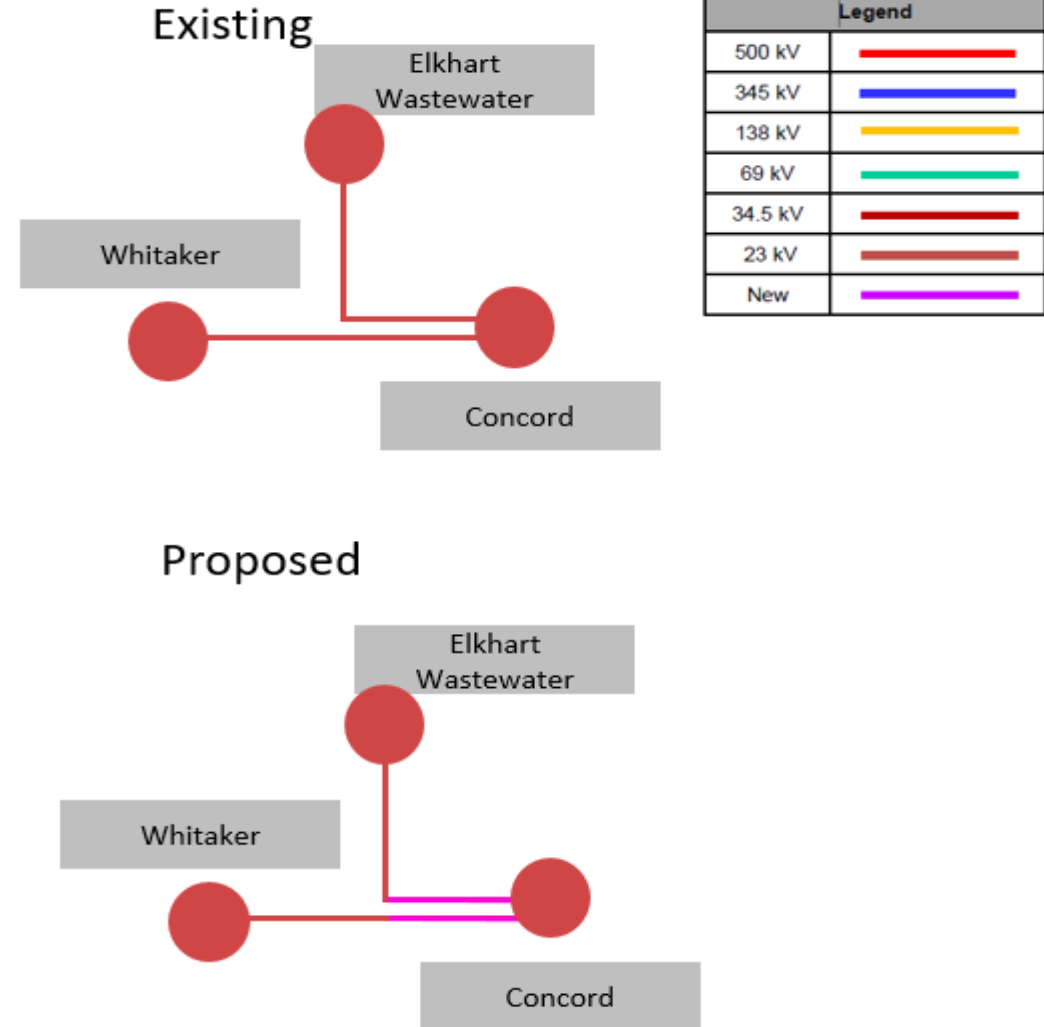 Existing
Elkhart
Wastewater
Whitaker
Concord
Legend
500 kV
345 kV
138 kV
69 kV
34.5 kV
23 kV
New
Proposed
Elkhart
Wastewater
Whitaker
Concord